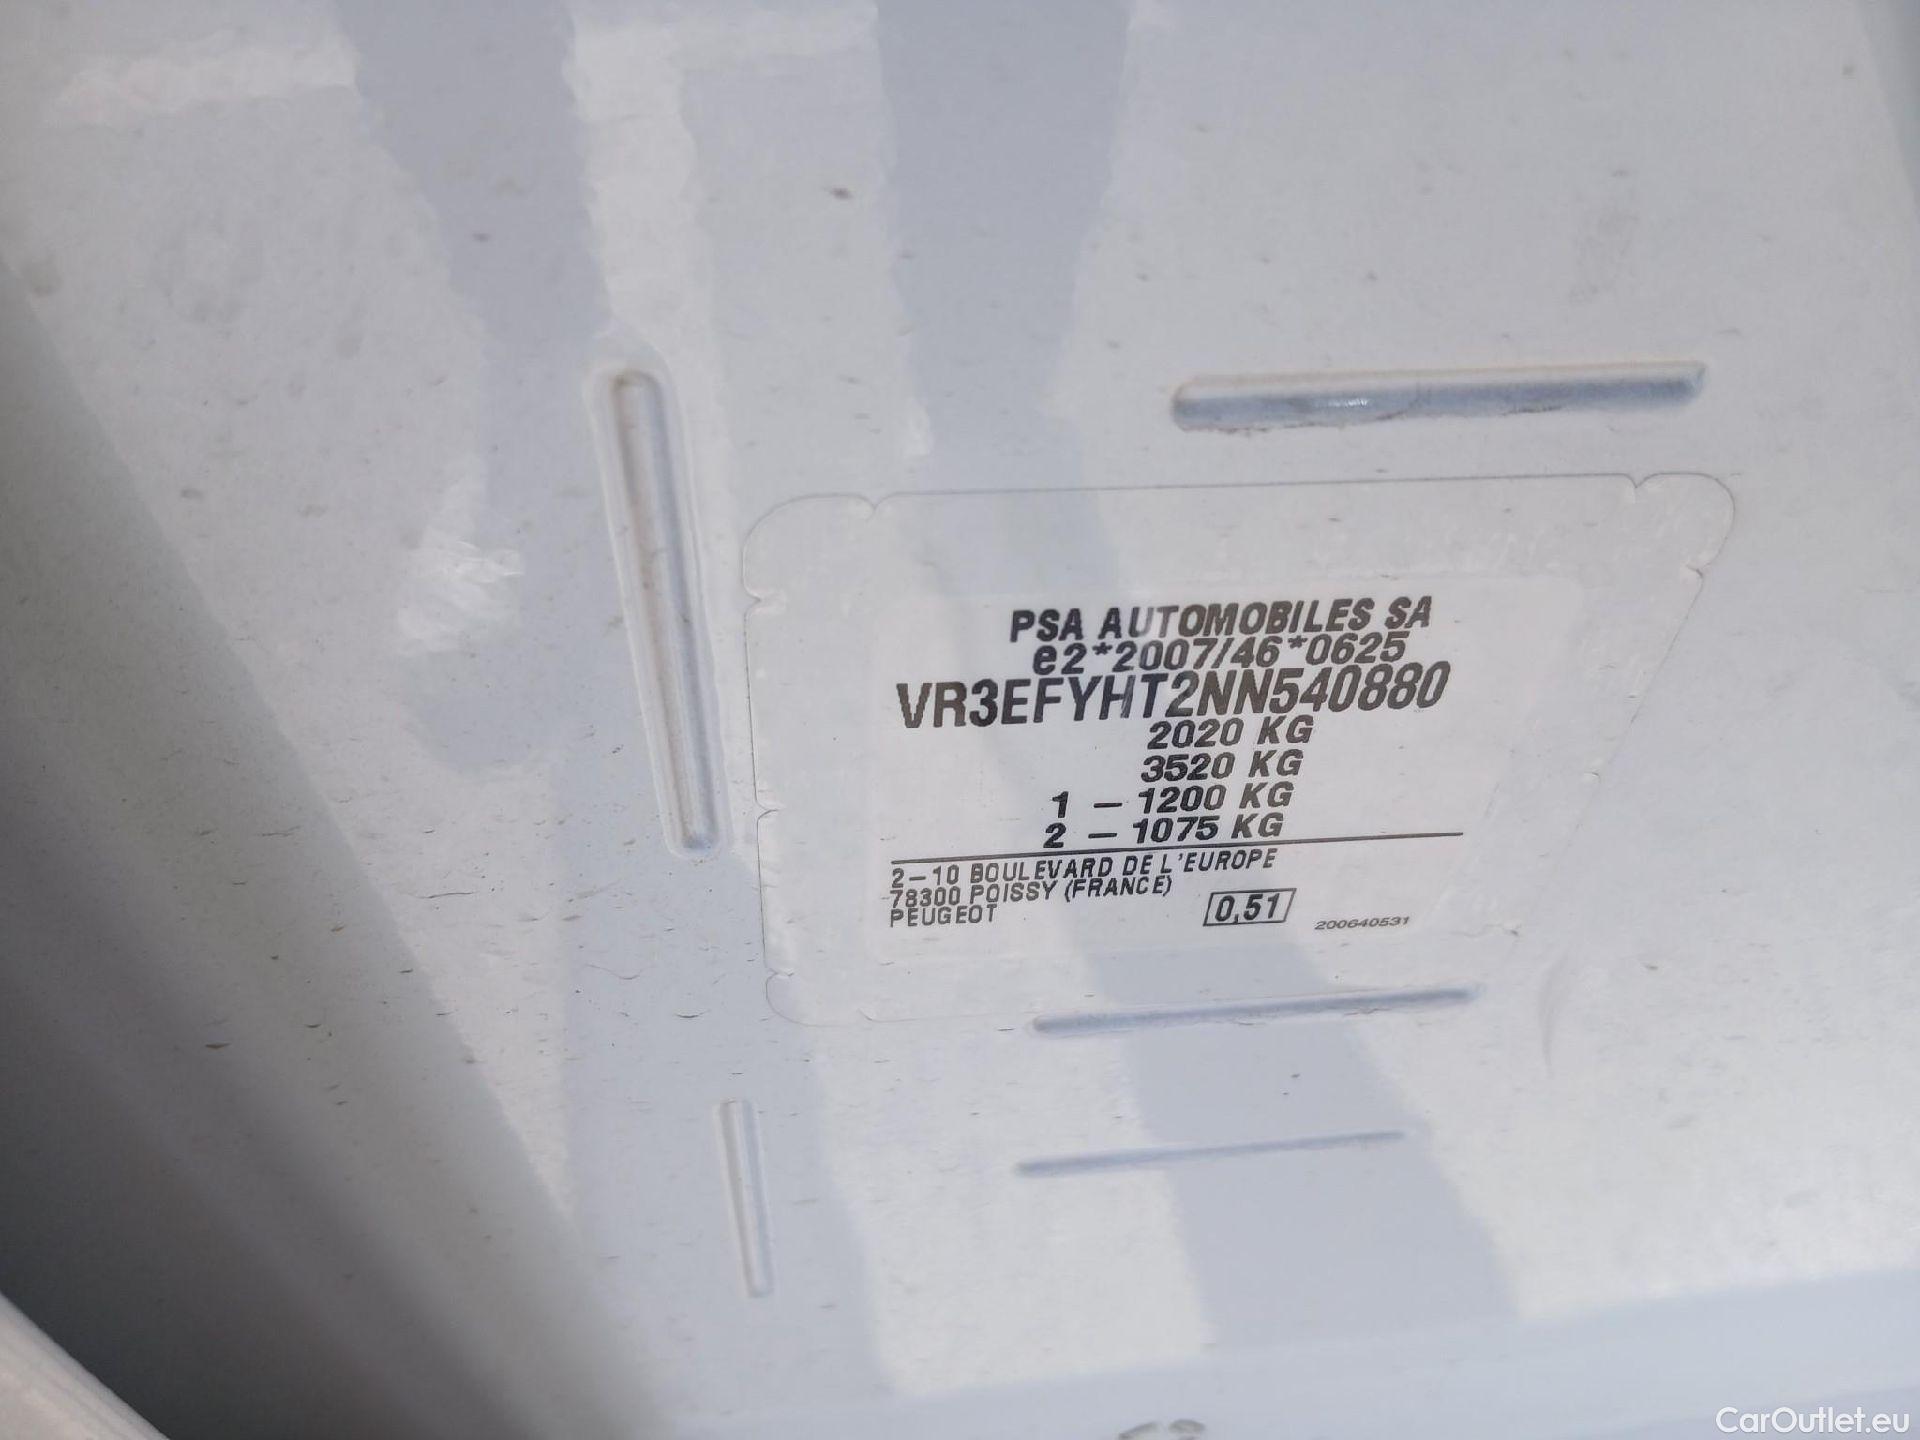 PSA AUTOMOBILES SA
e2*2007/46*0625
VR3EFYHT2NN540880
2020 KG
3520 KG
1 – 1200 KG
2 – 1075 KG
2–10 BOULEVARD DE L'EUROPE
78300 POISSY (FRANCE)
PEUGEOT
0,51
200640531
CarOutlet.eu